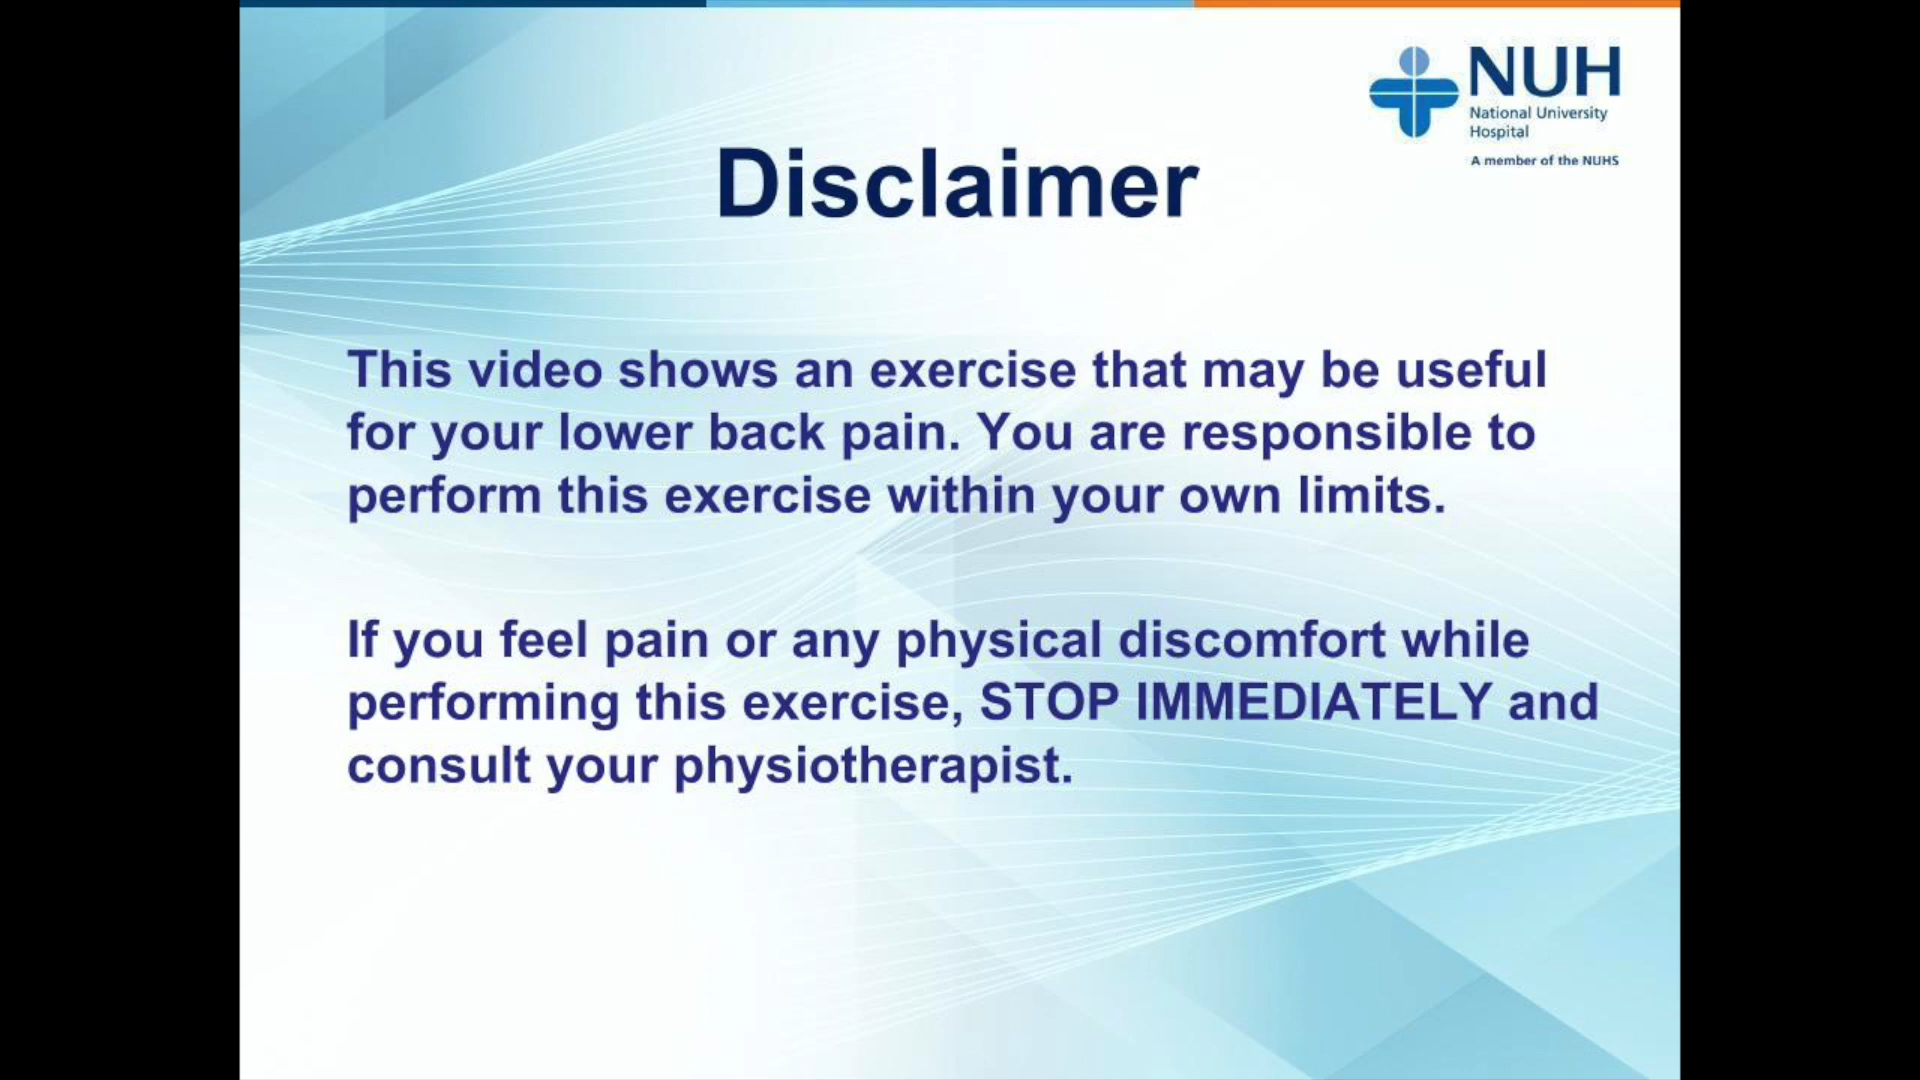 NUH
National University
Hospital
A member of the NUHS
Disclaimer
This video shows an exercise that may be useful
for your lower back pain. You are responsible to
perform this exercise within your own limits.
If you feel pain or any physical discomfort while
performing this exercise, STOP IMMEDIATELY and
consult your physiotherapist.